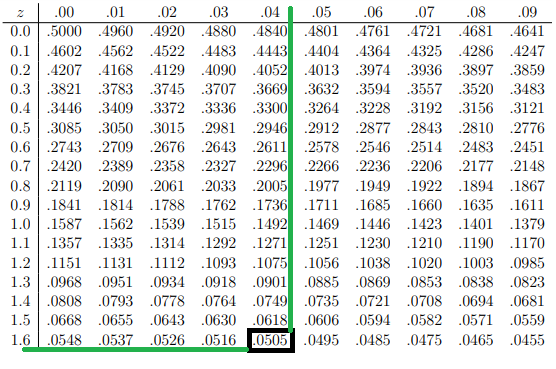 z .00 .01 .02 .03 .04 .05 .06 .07 .08 .09
0.0 .5000 .4960 .4920 .4880 .4840 .4801 .4761 .4721 .4681 .4641
0.1 .4602 .4562 .4522 .4483 .4443 .4404 .4364 .4325 .4286 .4247
0.2 .4207 .4168 .4129 .4090 .4052 .4013 .3974 .3936 .3897 .3859
0.3 .3821 .3783 .3745 .3707 .3669 .3632 .3594 .3557 .3520 .3483
0.4 .3446 .3409 .3372 .3336 .3300 .3264 .3228 .3192 .3156 .3121
0.5 .3085 .3050 .3015 .2981 .2946 .2912 .2877 .2843 .2810 .2776
0.6 .2743 .2709 .2676 .2643 .2611 .2578 .2546 .2514 .2483 .2451
0.7 .2420 .2389 .2358 .2327 .2296 .2266 .2236 .2206 .2177 .2148
0.8 .2119 .2090 .2061 .2033 .2005 .1977 .1949 .1922 .1894 .1867
0.9 .1841 .1814 .1788 .1762 .1736 .1711 .1685 .1660 .1635 .1611
1.0 .1587 .1562 .1539 .1515 .1492 .1469 .1446 .1423 .1401 .1379
1.1 .1357 .1335 .1314 .1292 .1271 .1251 .1230 .1210 .1190 .1170
1.2 .1151 .1131 .1112 .1093 .1075 .1056 .1038 .1020 .1003 .0985
1.3 .0968 .0951 .0934 .0918 .0901 .0885 .0869 .0853 .0838 .0823
1.4 .0808 .0793 .0778 .0764 .0749 .0735 .0721 .0708 .0694 .0681
1.5 .0668 .0655 .0643 .0630 .0618 .0606 .0594 .0582 .0571 .0559
1.6 .0548 .0537 .0526 .0516 .0505 .0495 .0485 .0475 .0465 .0455